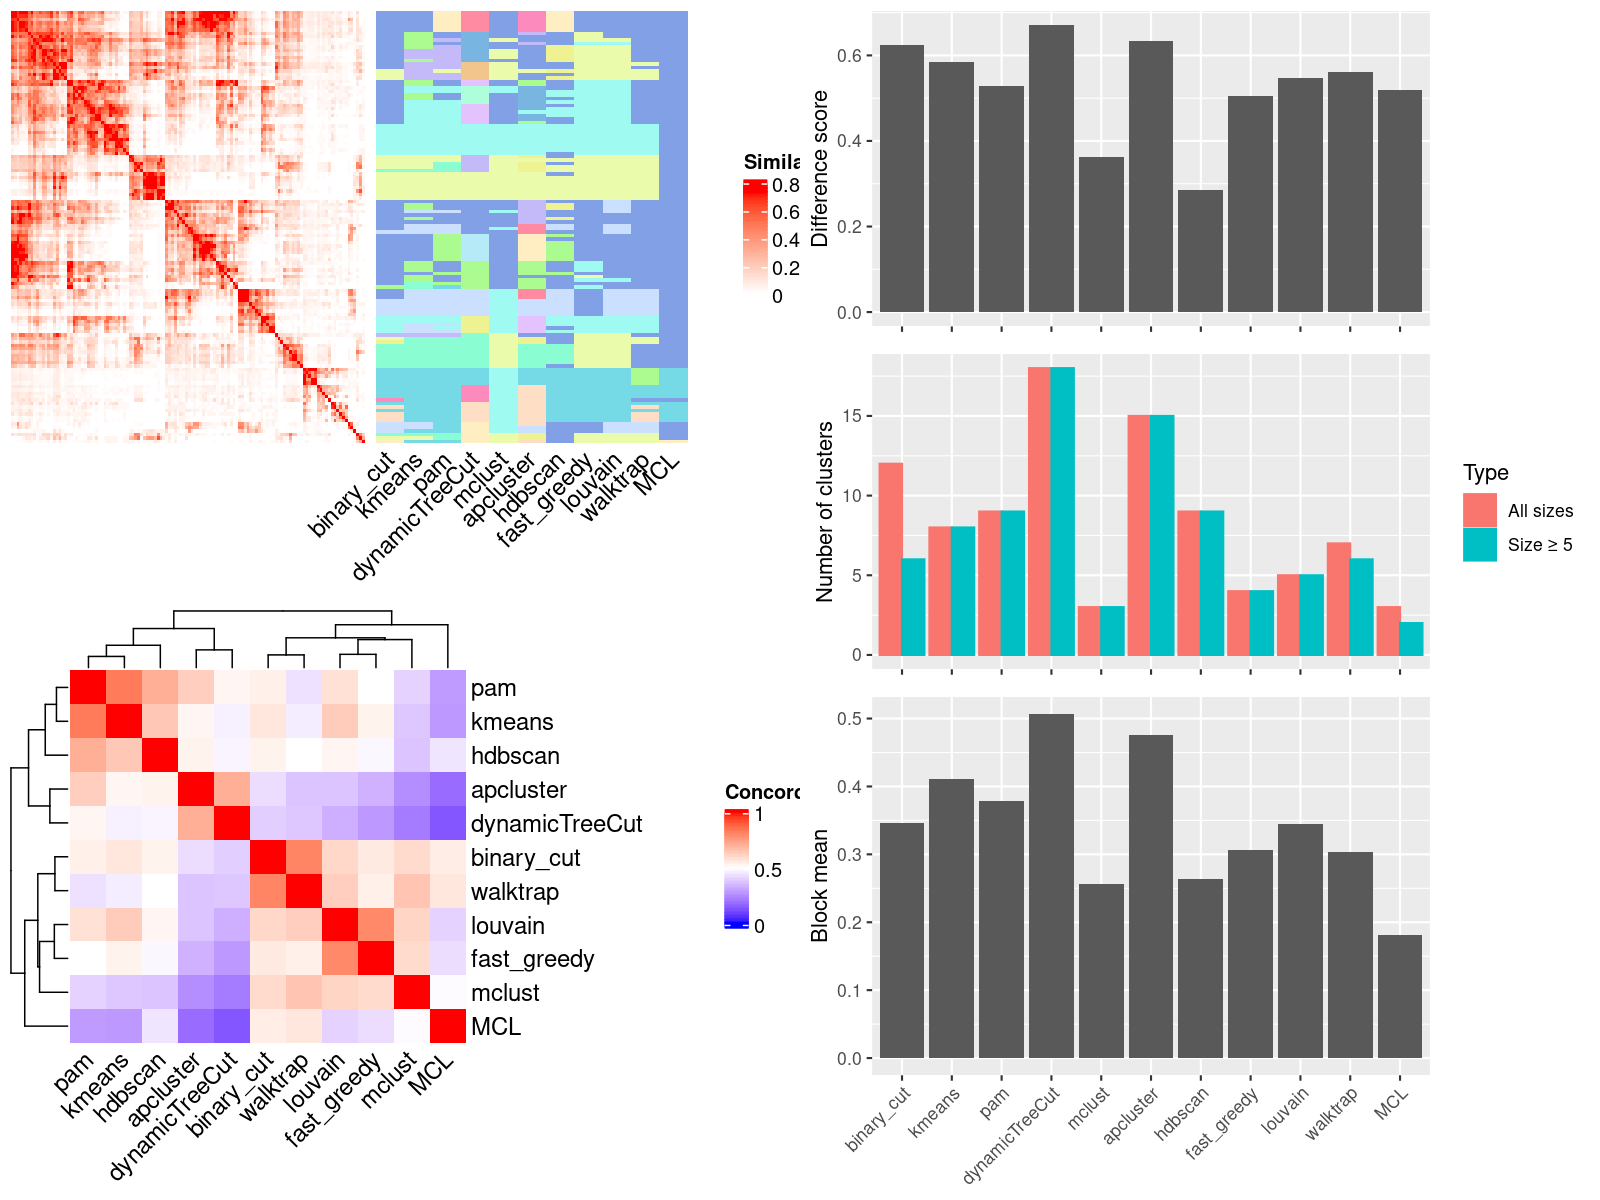 Simila
0.8
0.6
0.4
0.2
0
binary_cut
kmeans
pam
dynamicTreeCut
mclust
apcluster
hdbscan
fast_greedy
louvain
walktrap
MCL
pam
kmeans
hdbscan
apcluster
dynamicTreeCut
binary_cut
walktrap
louvain
fast_greedy
mclust
MCL
pam
kmeans
hdbscan
apcluster
dynamicTreeCut
binary_cut
walktrap
louvain
fast_greedy
mclust
MCL
Concord
1
0.5
0
Difference score
0.6
0.4
0.2
0.0
Number of clusters
15
10
5
0
Type
All sizes
Size ≥ 5
Block mean
0.5
0.4
0.3
0.2
0.1
0.0
binary_cut
kmeans
pam
dynamicTreeCut
mclust
apcluster
hdbscan
fast_greedy
louvain
walktrap
MCL